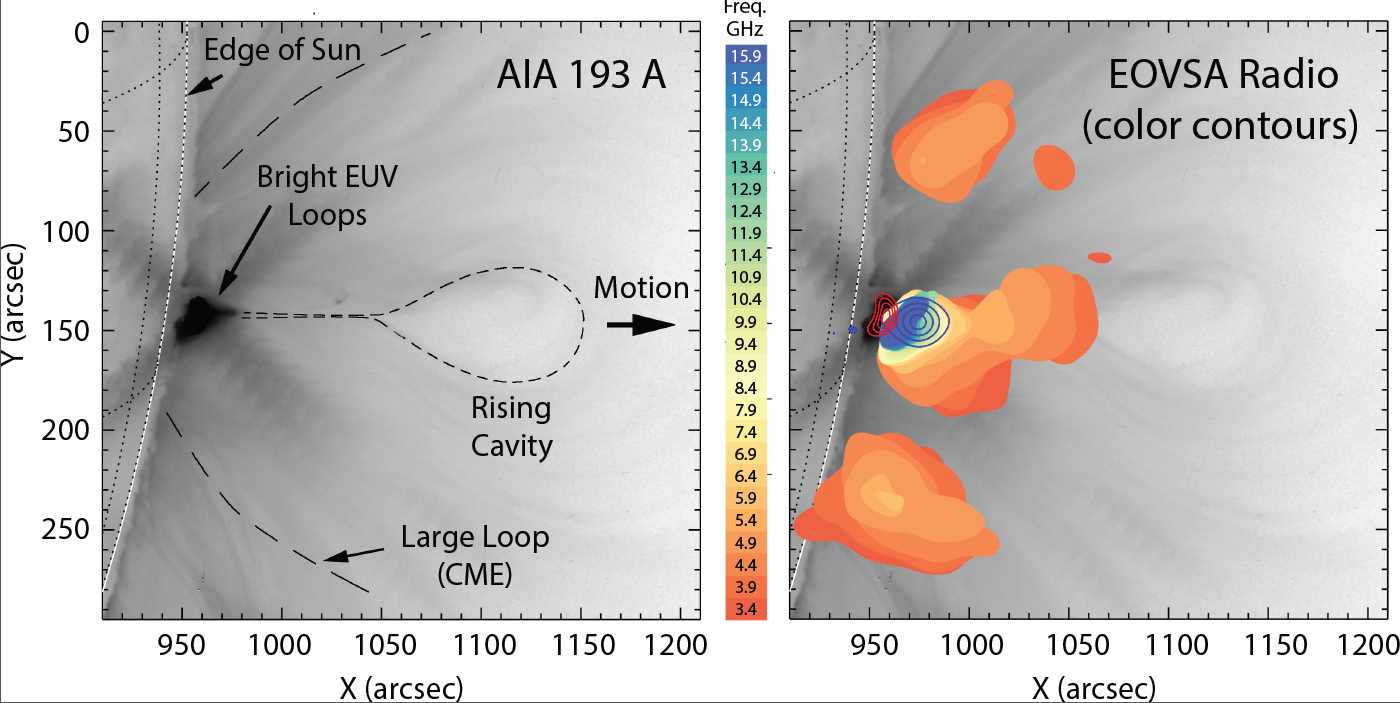 0
50
100
150
200
250
Y (arcsec)
Edge of Sun
AIA 193 A
Bright EUV
Loops
Motion
Rising
Cavity
Large Loop
(CME)
950
1000
1050
1100
1150
1200
X (arcsec)
Freq.
GHz
15.9
15.4
14.9
14.4
13.9
13.4
12.9
12.4
11.9
11.4
10.9
10.4
9.9
9.4
8.9
8.4
7.9
7.4
6.9
6.4
5.9
5.4
4.9
4.4
3.9
3.4
EOVSA Radio
(color contours)
950
1000
1050
1100
1150
1200
X (arcsec)